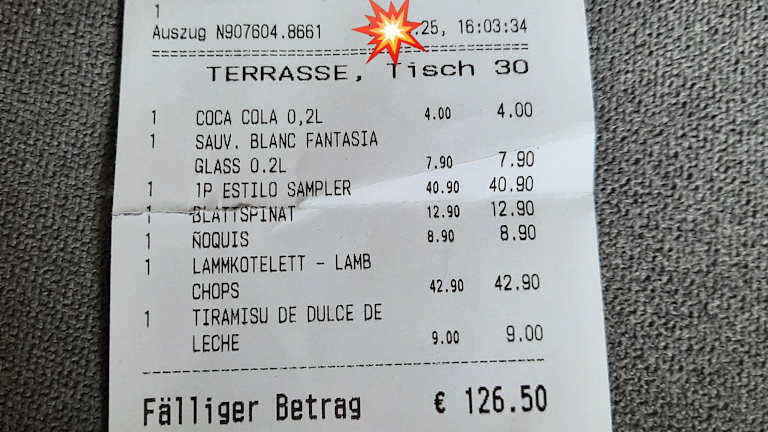 1
Auszug N907604.8661 .25, 16:03:34
TERRASSE, Tisch 30
1 COCA COLA 0,2L 4.00 4.00
1 SAUV. BLANC FANTASIA
GLASS 0.2L 7.90 7.90
1 1P ESTILO SAMPLER 40.90 40.90
1 BLATTSPINAT 12.90 12.90
1 ÑOQUIS 8.90 8.90
1 LAMMKOTELETT - LAMB
CHOPS 42.90 42.90
1 TIRAMISU DE DULCE DE
LECHE 9.00 9.00
Fälliger Betrag € 126.50